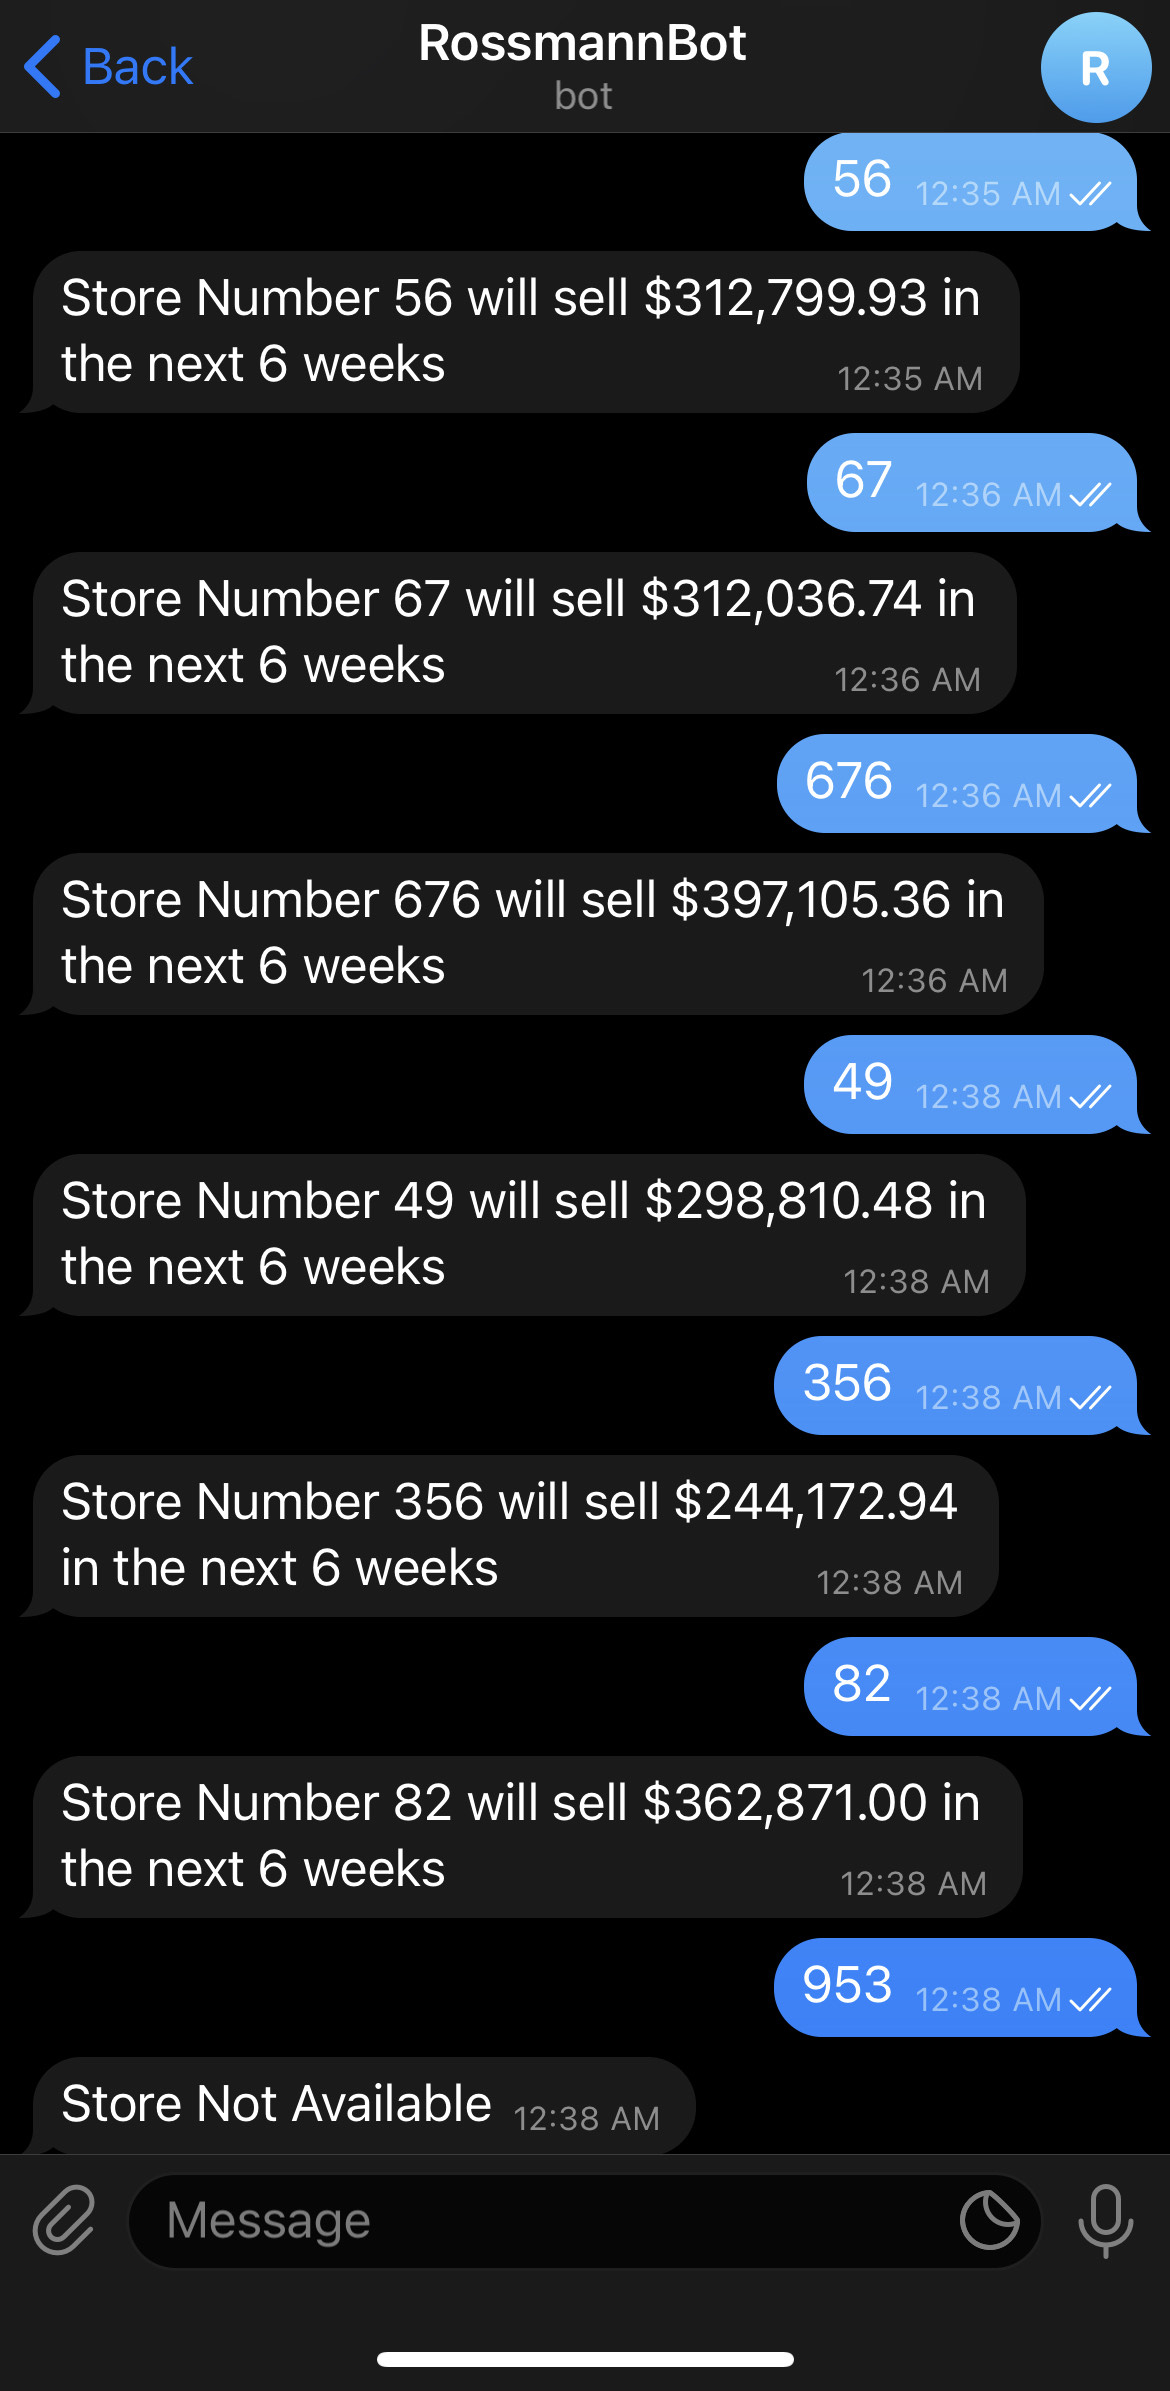 Back
RossmannBot
bot
R
56 12:35 AM
Store Number 56 will sell $312,799.93 in
the next 6 weeks
12:35 AM
67 12:36 AM
Store Number 67 will sell $312,036.74 in
the next 6 weeks
12:36 AM
676 12:36 AM
Store Number 676 will sell $397,105.36 in
the next 6 weeks
12:36 AM
49 12:38 AM
Store Number 49 will sell $298,810.48 in
the next 6 weeks
12:38 AM
356 12:38 AM
Store Number 356 will sell $244,172.94
in the next 6 weeks
12:38 AM
82 12:38 AM
Store Number 82 will sell $362,871.00 in
the next 6 weeks
12:38 AM
953 12:38 AM
Store Not Available 12:38 AM
Message